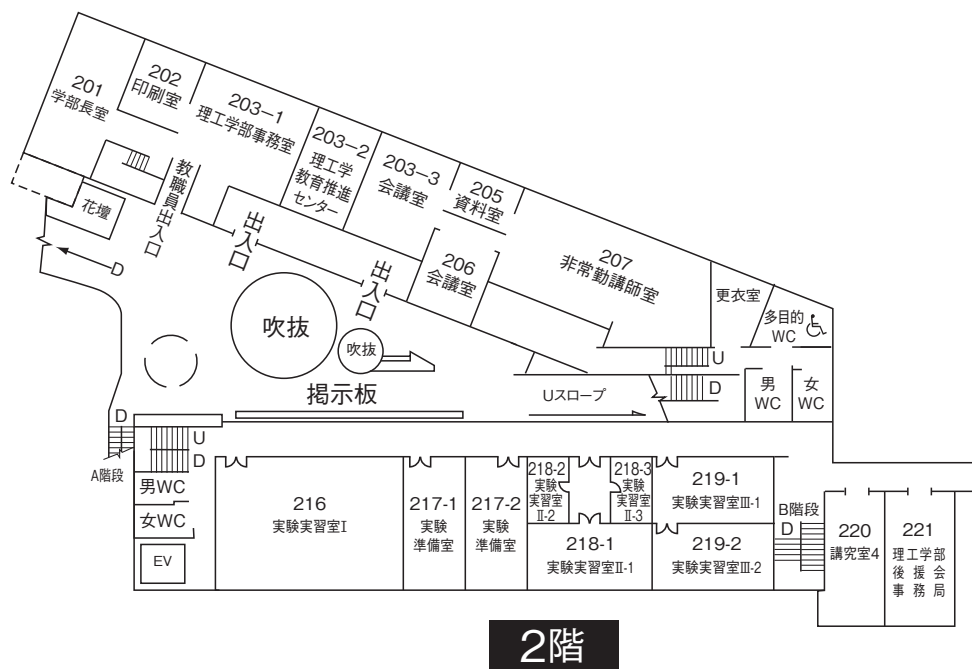 201
学部長室
202
印刷室
203−1
理工学部事務室
203−2
理工学
教育推進
センター
203−3
会議室
205
資料室
206
会議室
207
非常勤講師室
更衣室
多目的
WC
花壇
教職員出入口
出入口
出入口
D
吹抜
吹抜
掲示板
Uスロープ
U
D
男
WC
女
WC
D
A階段
U
D
男WC
女WC
EV
216
実験実習室I
217-1
実験
準備室
217-2
実験
準備室
218-2
実験
実習室
II-2
218-3
実験
実習室
II-3
218-1
実験実習室II-1
219-1
実験実習室III-1
219-2
実験実習室III-2
B階段
D
220
講究室4
221
理工学部
後援会
事務局
2階